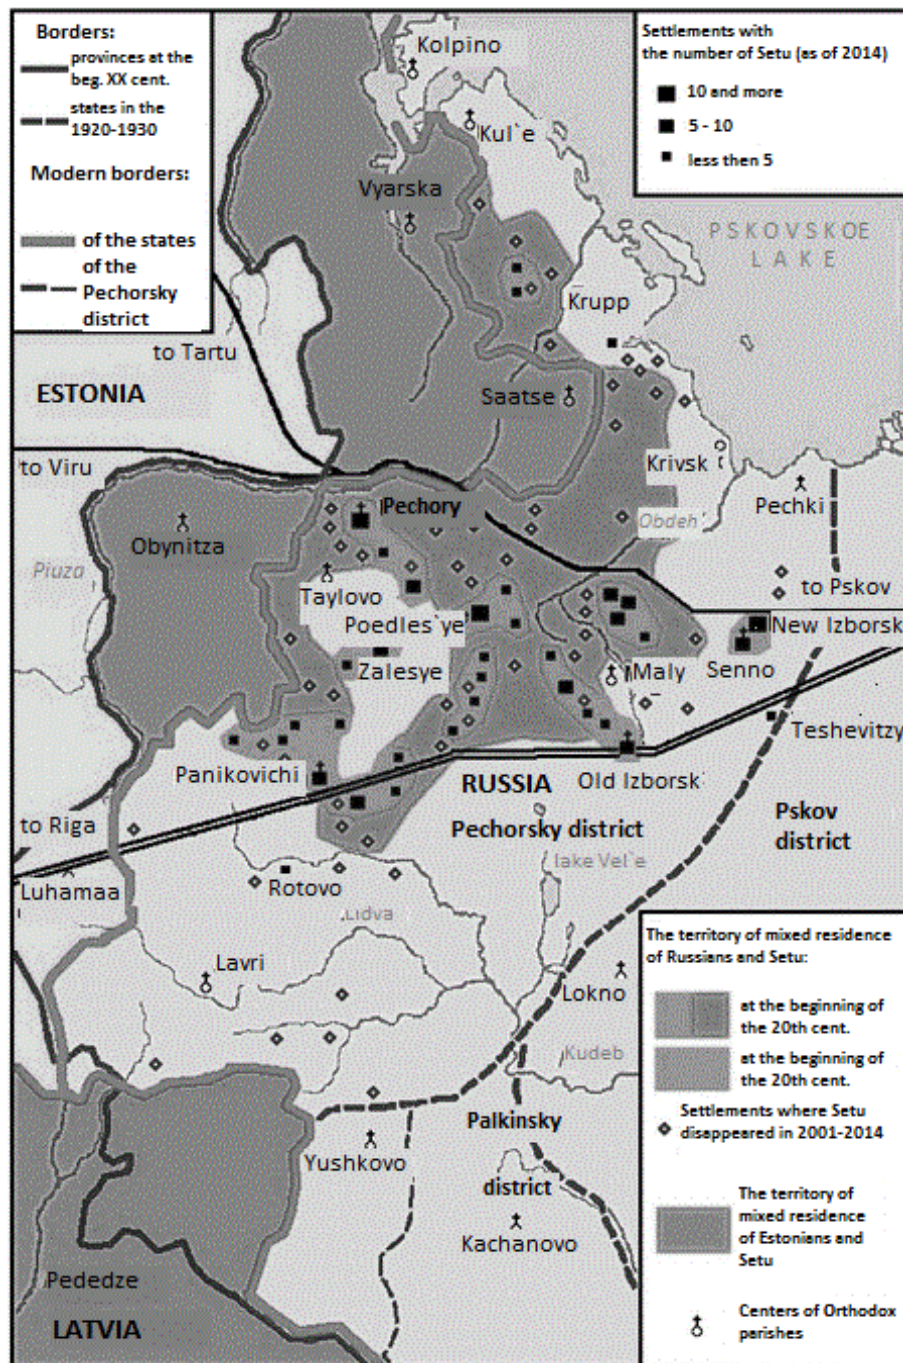 Borders:
provinces at the
beg. XX cent.
states in the
1920-1930
Modern borders:
of the states
of the
Pechorsky
district
Settlements with
the number of Setu (as of 2014)
10 and more
5 - 10
less then 5
Kolpino
Kul`e
Vyarska
PSKOVSKOE
LAKE
Krupp
to Tartu
ESTONIA
Saatse
to Viru
Krivsk
Pechory
Pechki
Obdeh
Obynitza
Piuza
Taylovo
to Pskov
Poedles`ye
New Izborsk
Zalesye
Maly
Senno
Teshevitzy
Panikovichi
RUSSIA
Old Izborsk
to Riga
Pechorsky district
Pskov
district
lake Vel`e
Luhamaa
Rotovo
Lidva
Lavri
Lokno
Kudeb
Palkinsky
district
Yushkovo
Kachanovo
Pededze
LATVIA
The territory of mixed residence
of Russians and Setu:
at the beginning of
the 20th cent.
at the beginning of
the 20th cent.
Settlements where Setu
disappeared in 2001-2014
The territory of
mixed residence
of Estonians and
Setu
Centers of Orthodox
parishes